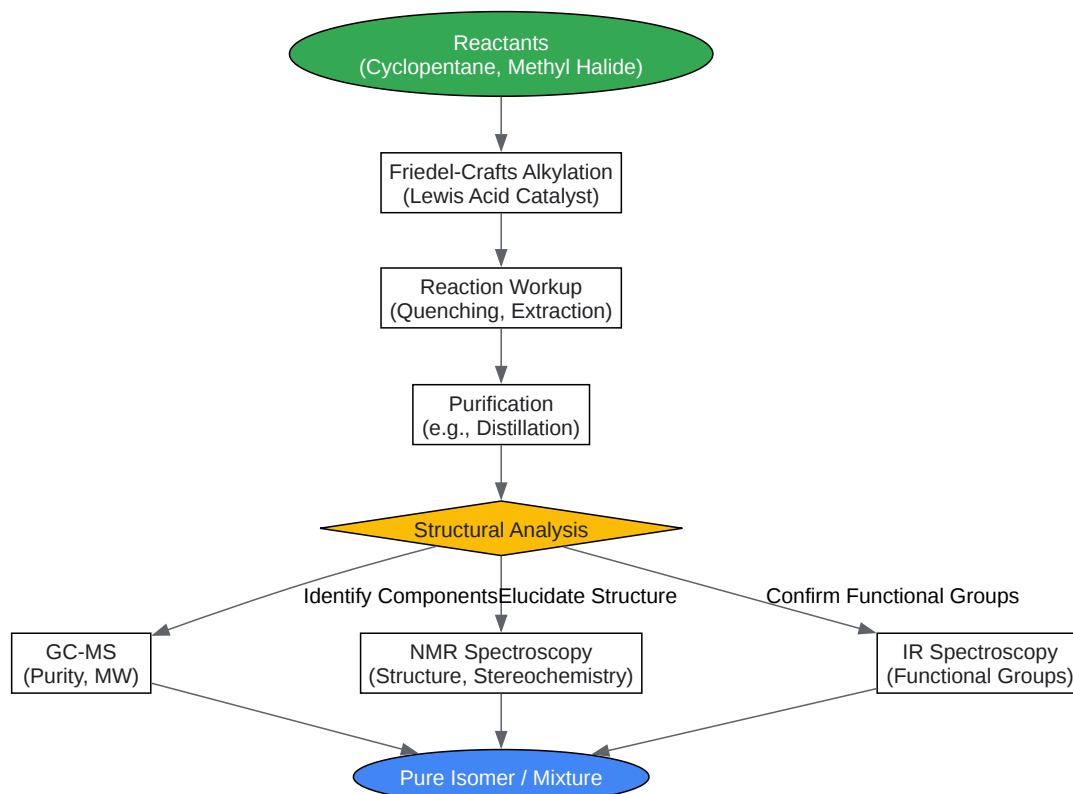 Reactants
(Cyclopentane, Methyl Halide)
Friedel-Crafts Alkylation
(Lewis Acid Catalyst)
Reaction Workup
(Quenching, Extraction)
Purification
(e.g., Distillation)
Structural Analysis
Identify Components
Elucidate Structure
Confirm Functional Groups
GC-MS
(Purity, MW)
NMR Spectroscopy
(Structure, Stereochemistry)
IR Spectroscopy
(Functional Groups)
Pure Isomer / Mixture